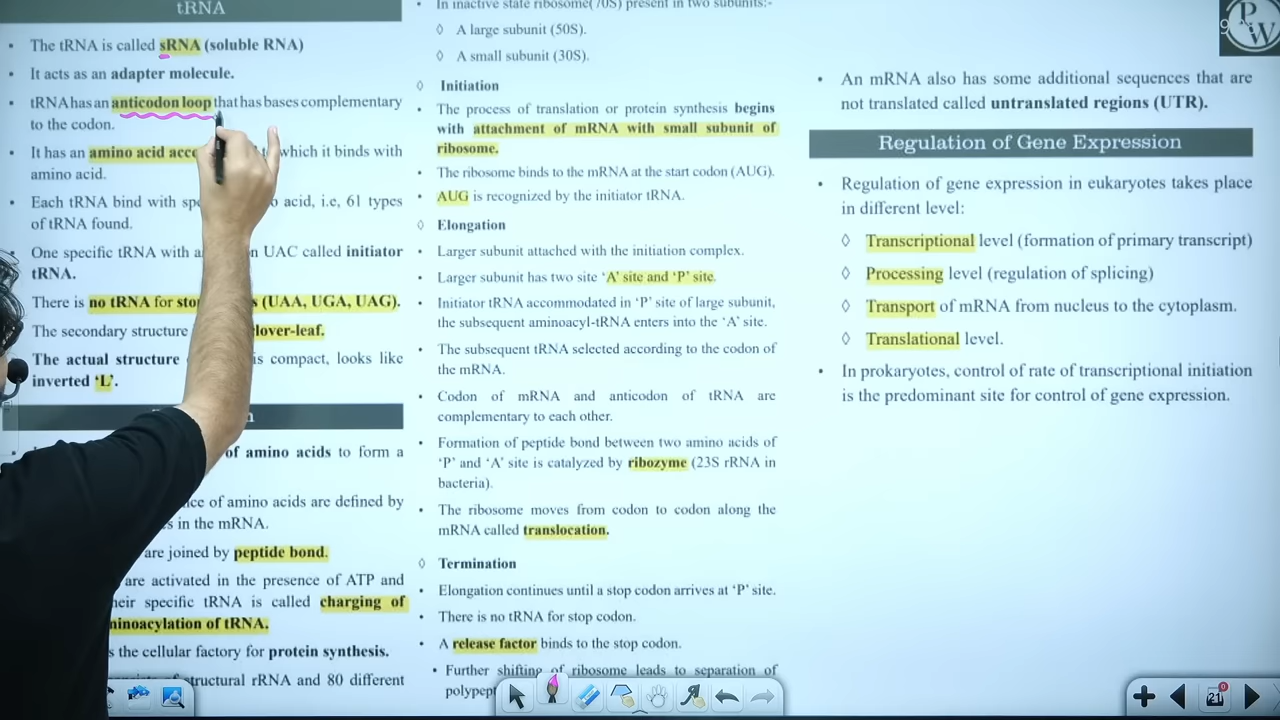 tRNA
• The tRNA is called sRNA (soluble RNA)
• It acts as an adapter molecule.
• tRNA has an anticodon loop that has bases complementary
to the codon.
• It has an amino acid which it binds with
amino acid.
• Each tRNA bind with acid, i.e, 61 types
of tRNA found.
One specific tRNA with a UAC called initiator
tRNA.
There is no tRNA for (UAA, UGA, UAG).
The secondary structure
The actual structure is compact, looks like
inverted ‘L’.
of amino acids to form a
of amino acids are defined by
in the mRNA.
are joined by peptide bond.
are activated in the presence of ATP and
their specific tRNA is called charging of
of tRNA.
the cellular factory for protein synthesis.
structural rRNA and 80 different
• In inactive state ribosome(70S) present in two subunits:-
◊ A large subunit (50S).
◊ A small subunit (30S).
◊ Initiation
• The process of translation or protein synthesis begins
with attachment of mRNA with small subunit of
ribosome.
• The ribosome binds to the mRNA at the start codon (AUG).
• AUG is recognized by the initiator tRNA.
◊ Elongation
• Larger subunit attached with the initiation complex.
• Larger subunit has two site ‘A’ site and ‘P’ site.
• Initiator tRNA accommodated in ‘P’ site of large subunit,
the subsequent aminoacyl-tRNA enters into the ‘A’ site.
• The subsequent tRNA selected according to the codon of
the mRNA.
• Codon of mRNA and anticodon of tRNA are
complementary to each other.
• Formation of peptide bond between two amino acids of
‘P’ and ‘A’ site is catalyzed by ribozyme (23S rRNA in
bacteria).
• The ribosome moves from codon to codon along the
mRNA called translocation.
◊ Termination
• Elongation continues until a stop codon arrives at ‘P’ site.
• There is no tRNA for stop codon.
• A release factor binds to the stop codon.
• Further shifting of ribosome leads to separation of
• An mRNA also has some additional sequences that are
not translated called untranslated regions (UTR).
Regulation of Gene Expression
• Regulation of gene expression in eukaryotes takes place
in different level:
◊ Transcriptional level (formation of primary transcript)
◊ Processing level (regulation of splicing)
◊ Transport of mRNA from nucleus to the cytoplasm.
◊ Translational level.
• In prokaryotes, control of rate of transcriptional initiation
is the predominant site for control of gene expression.
PW
21